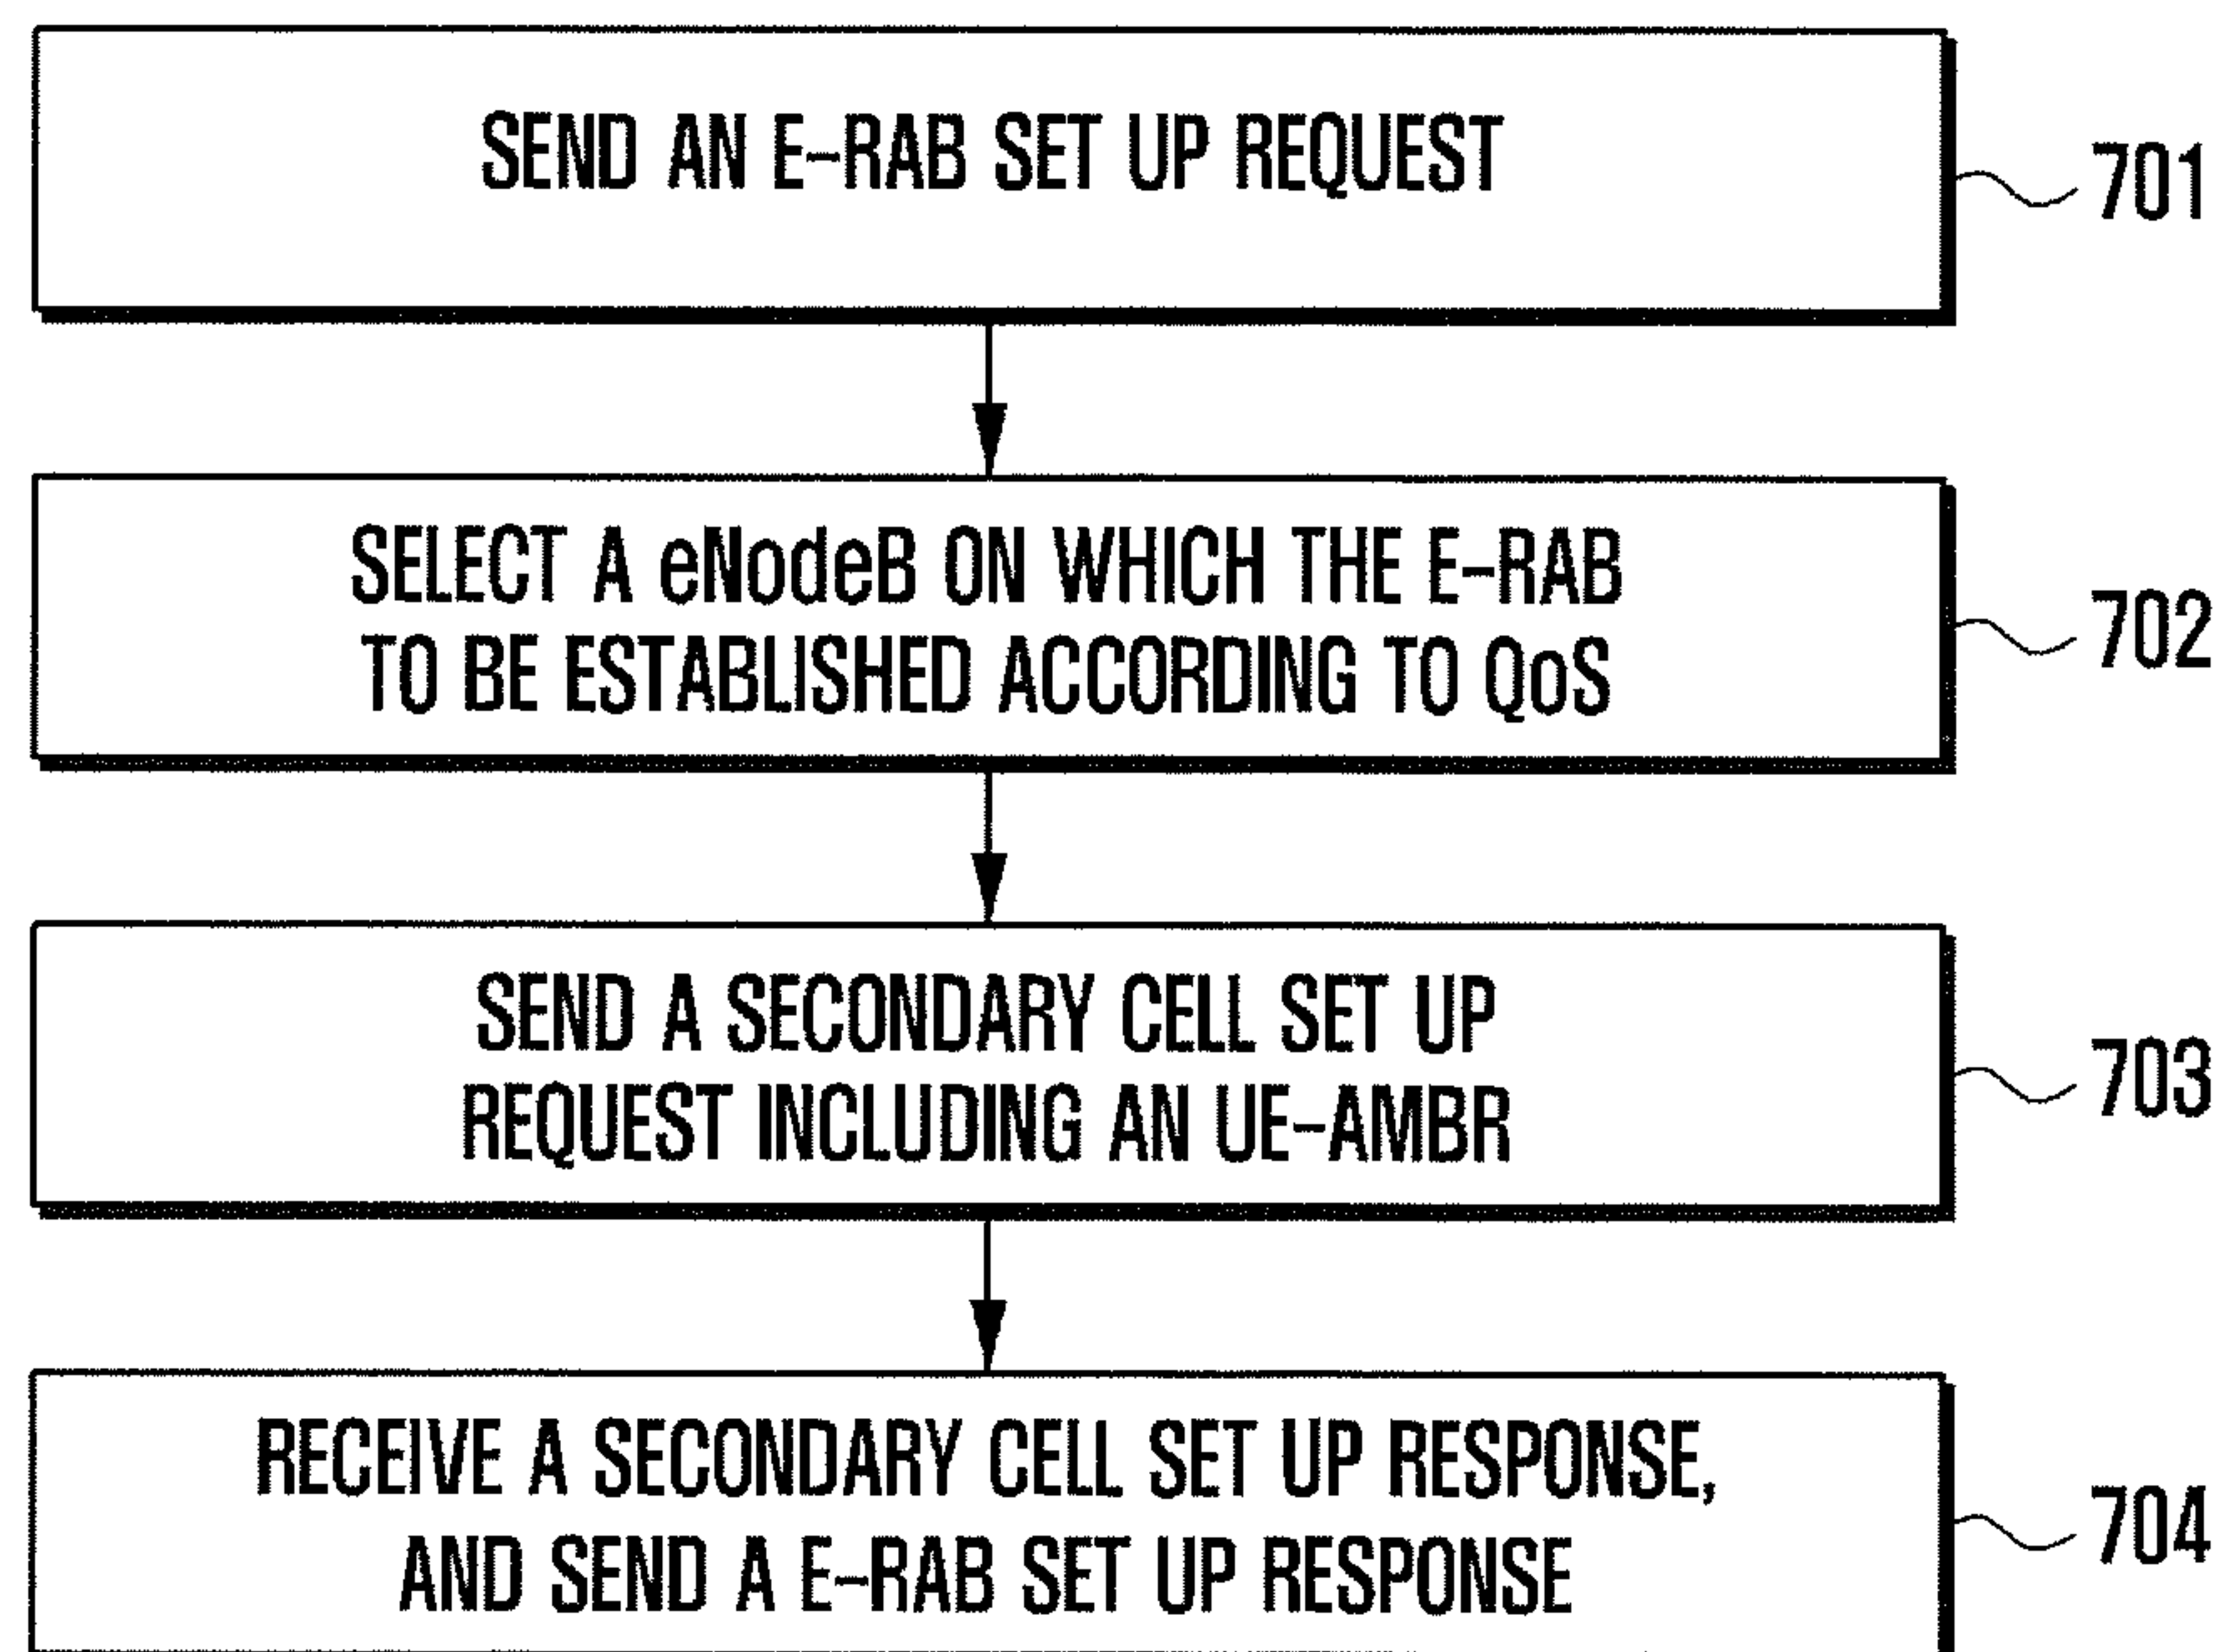 SEND AN E-RAB SET UP REQUEST
701
SELECT A eNodeB ON WHICH THE E-RAB
TO BE ESTABLISHED ACCORDING TO QoS
702
SEND A SECONDARY CELL SET UP
REQUEST INCLUDING AN UE-AMBR
703
RECEIVE A SECONDARY CELL SET UP RESPONSE,
AND SEND A E-RAB SET UP RESPONSE
704